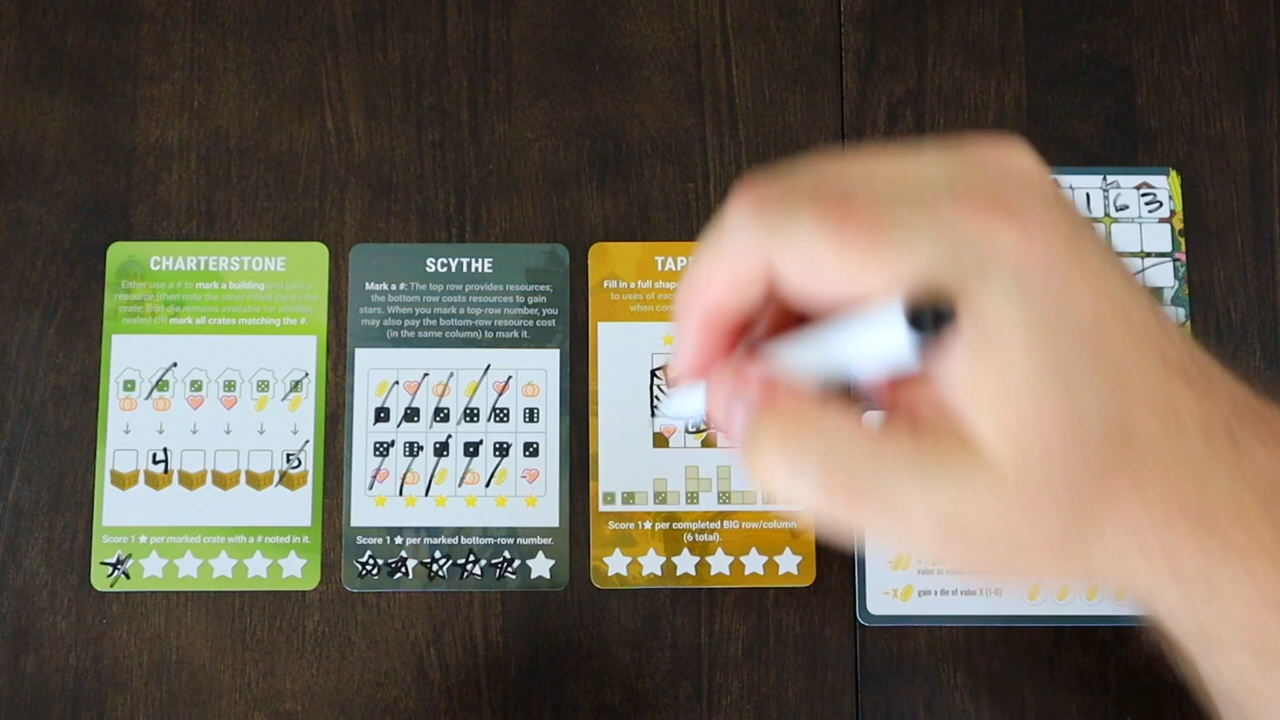 CHARTERSTONE
Either use a # to mark a building and gain a
resource (then note the other rolled die on the
crate; that die remains available for another
realm) OR mark all crates matching the #.
4
5
Score 1★ per marked crate with a # noted in it.
SCYTHE
Mark a #: The top row provides resources;
the bottom row costs resources to gain
stars. When you mark a top-row number, you
may also pay the bottom-row resource cost
(in the same column) to mark it.
Score 1★ per marked bottom-row number.
Fill in a full
to uses of
when
Score 1★ per completed BIG row/column
(6 total).
1 6 3
value as
-X gain a die of value X (1-6)